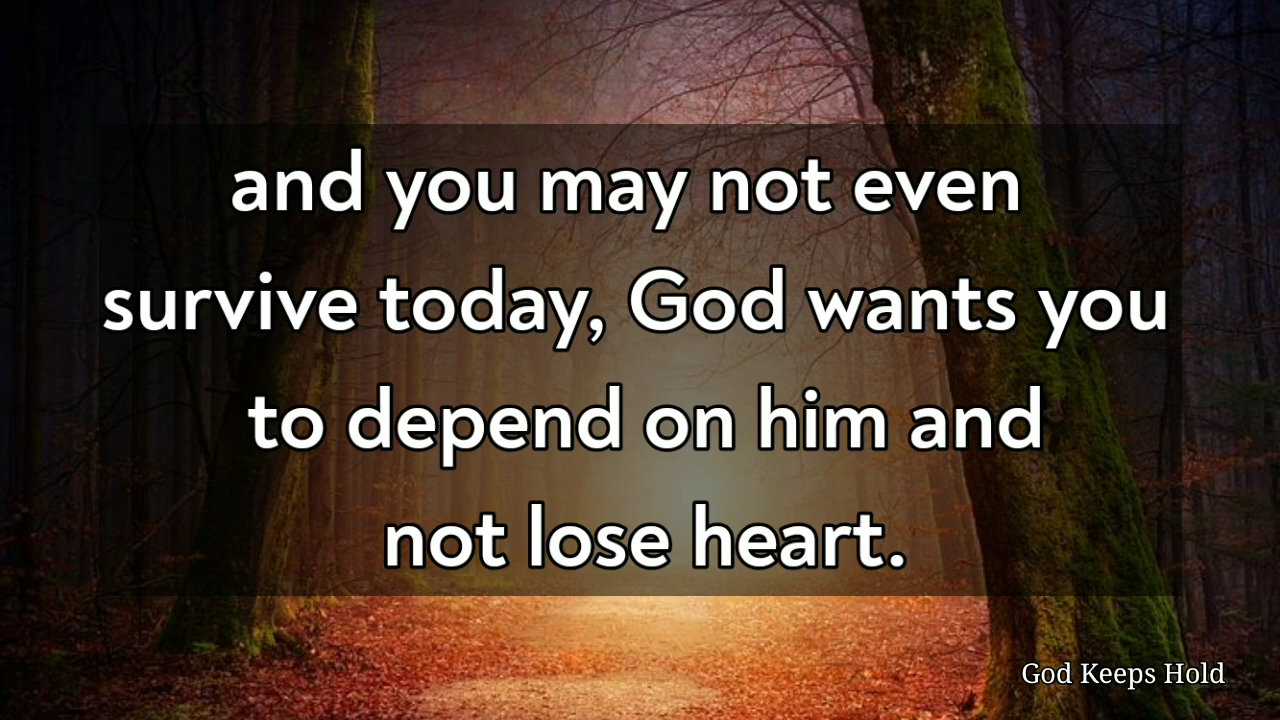 and you may not even
survive today, God wants you
to depend on him and
not lose heart.
God Keeps Hold